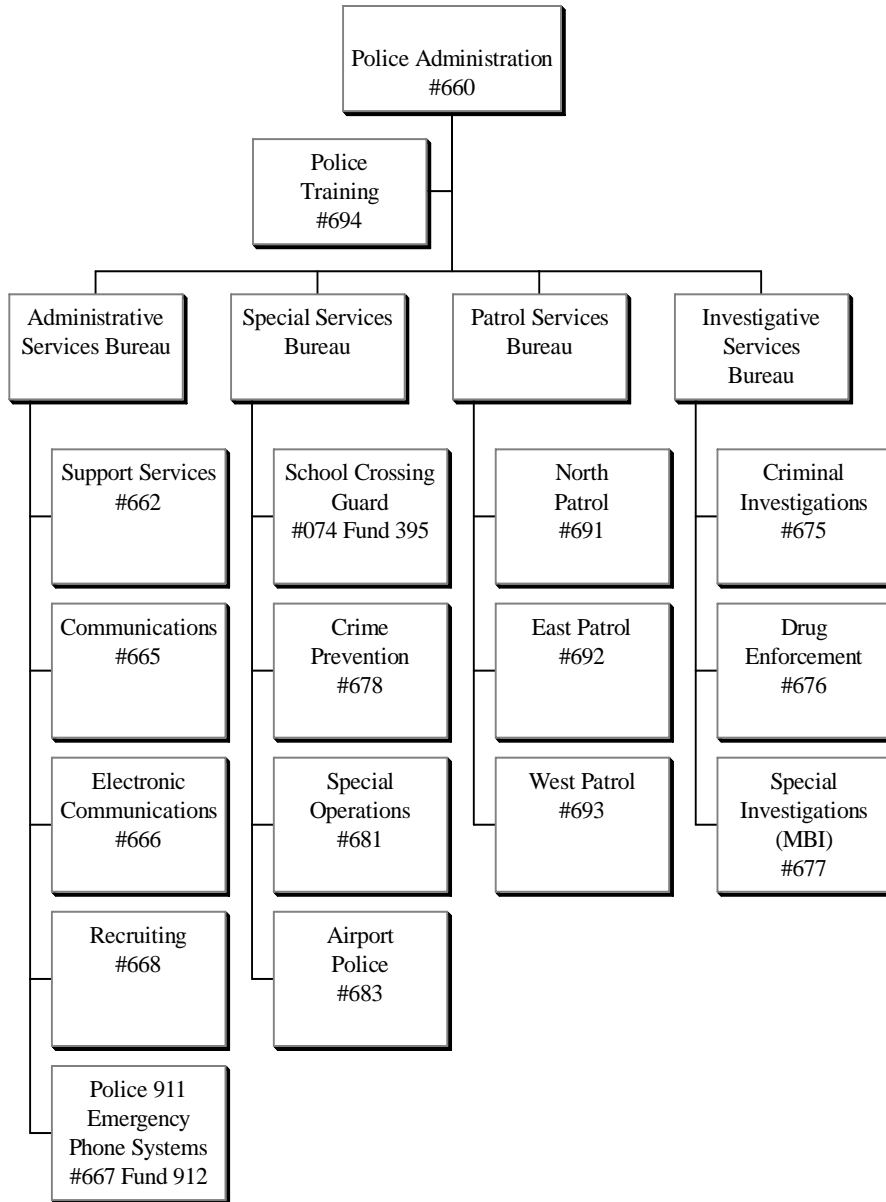 Police Administration
#660
Police
Training
#694
Administrative
Services Bureau
Special Services
Bureau
Patrol Services
Bureau
Investigative
Services
Bureau
Support Services
#662
School Crossing
Guard
#074 Fund 395
North
Patrol
#691
Criminal
Investigations
#675
Communications
#665
Crime
Prevention
#678
East Patrol
#692
Drug
Enforcement
#676
Electronic
Communications
#666
Special
Operations
#681
West Patrol
#693
Special
Investigations
(MBI)
#677
Recruiting
#668
Airport
Police
#683
Police 911
Emergency
Phone Systems
#667 Fund 912